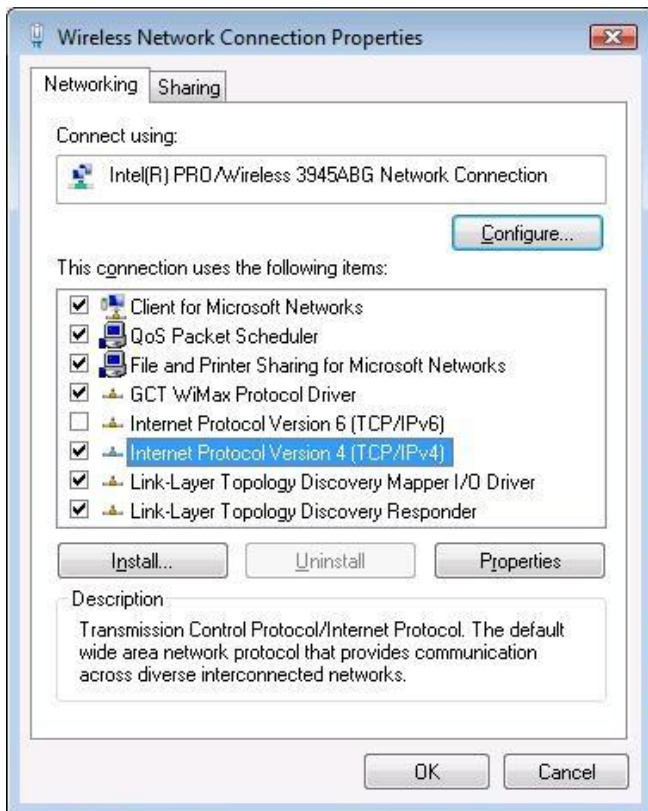 Wireless Network Connection Properties
Networking
Sharing
Connect using:
Intel(R) PRO/Wireless 3945ABG Network Connection
Configure...
This connection uses the following items:
Client for Microsoft Networks
QoS Packet Scheduler
File and Printer Sharing for Microsoft Networks
GCT WiMax Protocol Driver
Internet Protocol Version 6 (TCP/IPv6)
Internet Protocol Version 4 (TCP/IPv4)
Link-Layer Topology Discovery Mapper I/O Driver
Link-Layer Topology Discovery Responder
Install...
Uninstall
Properties
Description
Transmission Control Protocol/Internet Protocol. The default
wide area network protocol that provides communication
across diverse interconnected networks.
OK
Cancel